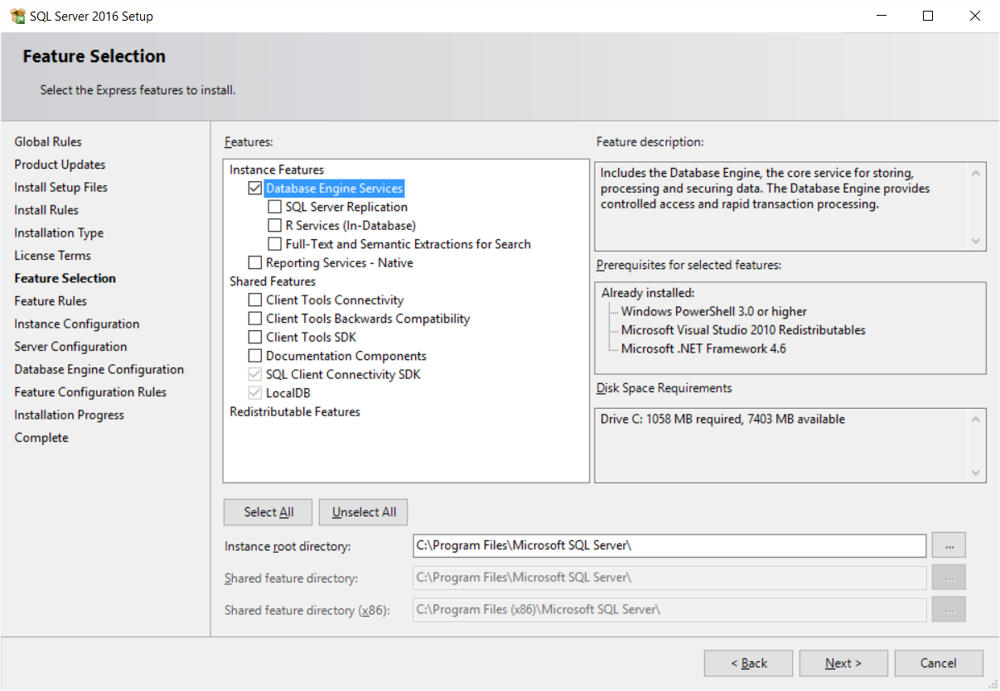 SQL Server 2016 Setup
Feature Selection
Select the Express features to install.
Global Rules
Product Updates
Install Setup Files
Install Rules
Installation Type
License Terms
Feature Selection
Feature Rules
Instance Configuration
Server Configuration
Database Engine Configuration
Feature Configuration Rules
Installation Progress
Complete
Features:
Instance Features
Database Engine Services
SQL Server Replication
R Services (In-Database)
Full-Text and Semantic Extractions for Search
Reporting Services - Native
Shared Features
Client Tools Connectivity
Client Tools Backwards Compatibility
Client Tools SDK
Documentation Components
SQL Client Connectivity SDK
LocalDB
Redistributable Features
Feature description:
Includes the Database Engine, the core service for storing,
processing and securing data. The Database Engine provides
controlled access and rapid transaction processing.
Prerequisites for selected features:
Already installed:
Windows PowerShell 3.0 or higher
Microsoft Visual Studio 2010 Redistributables
Microsoft .NET Framework 4.6
Disk Space Requirements
Drive C: 1058 MB required, 7403 MB available
Select All
Unselect All
Instance root directory:
C:\Program Files\Microsoft SQL Server\
...
Shared feature directory:
C:\Program Files\Microsoft SQL Server\
...
Shared feature directory (x86):
C:\Program Files (x86)\Microsoft SQL Server\
...
< Back
Next >
Cancel